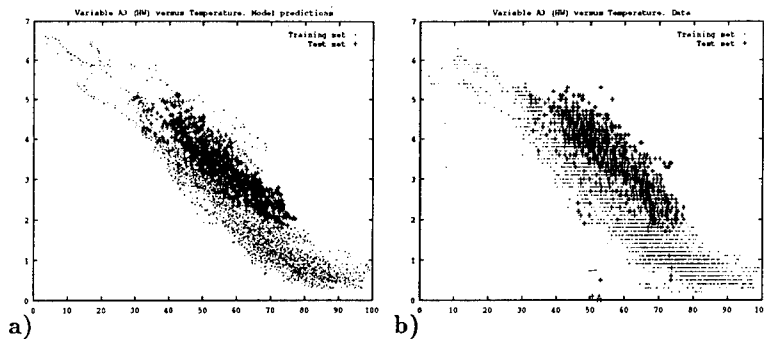 Variable A3 (HW) versus Temperature. Model predictions
Training set
Test set
7
6
5
4
3
2
1
0
0 10 20 30 40 50 60 70 80 90 100
a)
Variable A3 (HW) versus Temperature. Data
Training set
Test set
7
6
5
4
3
2
1
0
0 10 20 30 40 50 60 70 80 90 100
b)